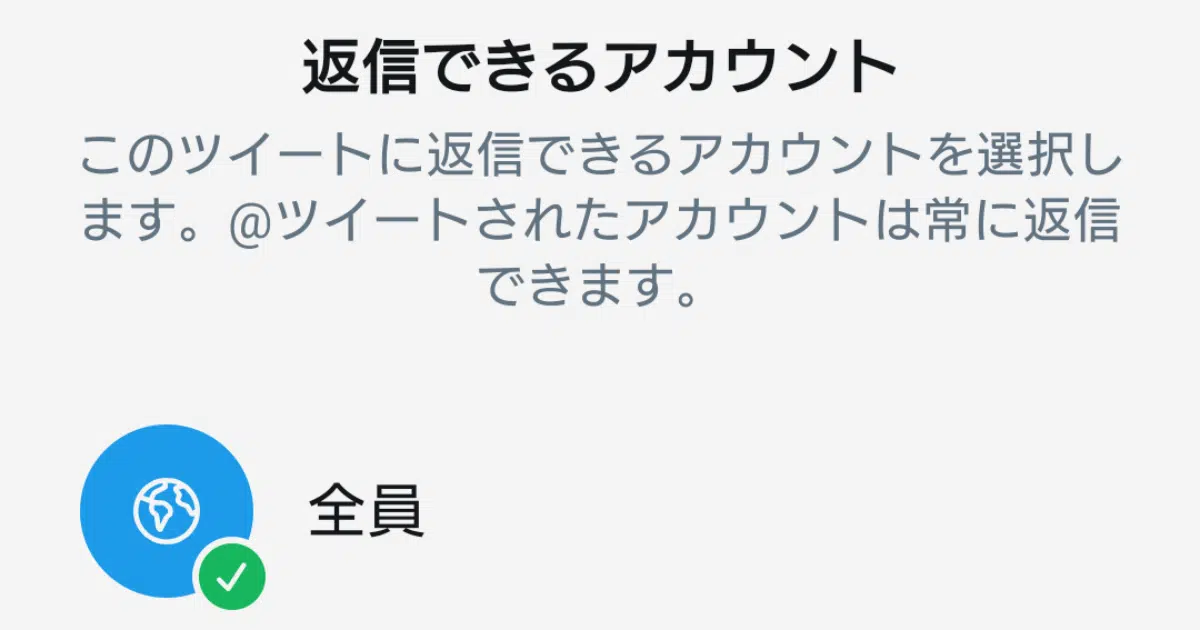 返信できるアカウント
このツイートに返信できるアカウントを選択し
ます。@ツイートされたアカウントは常に返信
できます。
全員